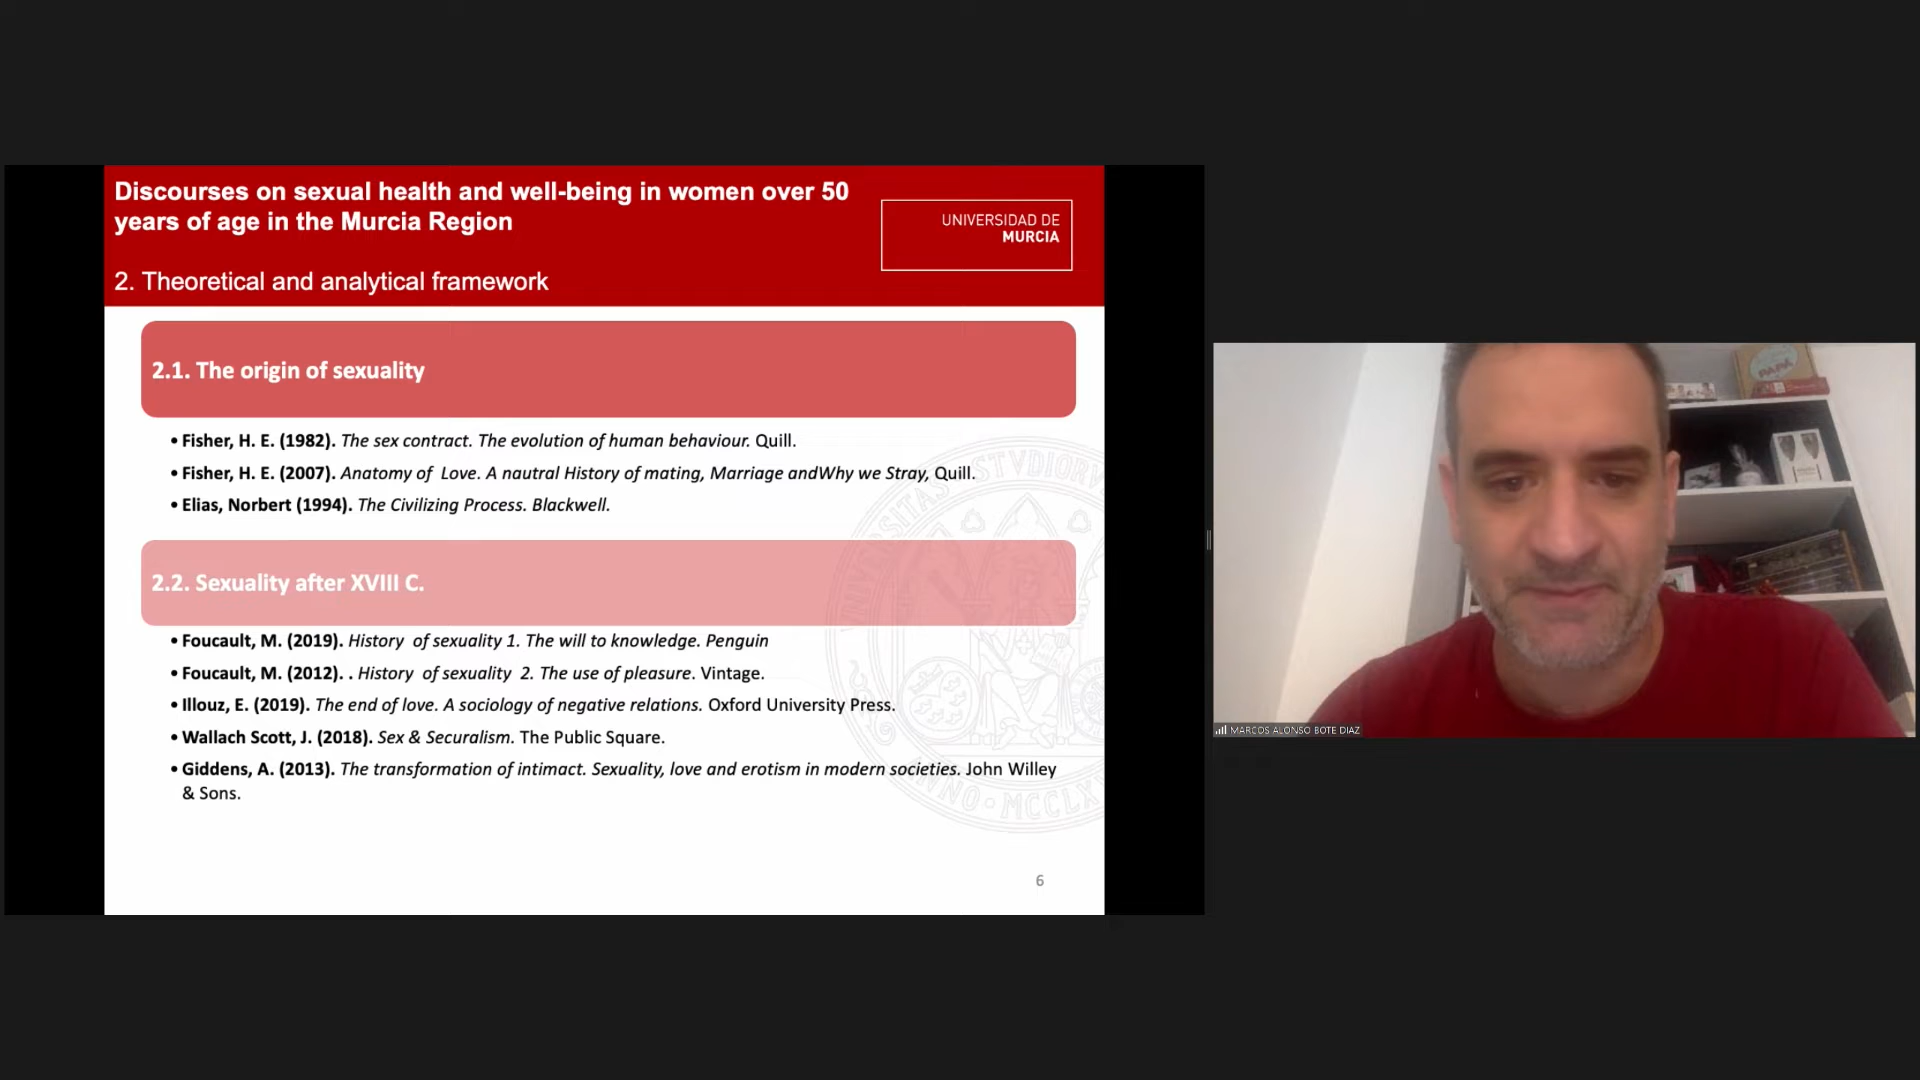 Discourses on sexual health and well-being in women over 50
years of age in the Murcia Region
UNIVERSIDAD DE
MURCIA
2. Theoretical and analytical framework
2.1. The origin of sexuality
• Fisher, H. E. (1982). The sex contract. The evolution of human behaviour. Quill.
• Fisher, H. E. (2007). Anatomy of Love. A nautral History of mating, Marriage andWhy we Stray, Quill.
• Elias, Norbert (1994). The Civilizing Process. Blackwell.
2.2. Sexuality after XVIII C.
• Foucault, M. (2019). History of sexuality 1. The will to knowledge. Penguin
• Foucault, M. (2012). . History of sexuality 2. The use of pleasure. Vintage.
• Illouz, E. (2019). The end of love. A sociology of negative relations. Oxford University Press.
• Wallach Scott, J. (2018). Sex & Securalism. The Public Square.
• Giddens, A. (2013). The transformation of intimact. Sexuality, love and erotism in modern societies. John Willey
& Sons.
6
PAPÁ
MARCOS ALONSO BOTE DIAZ